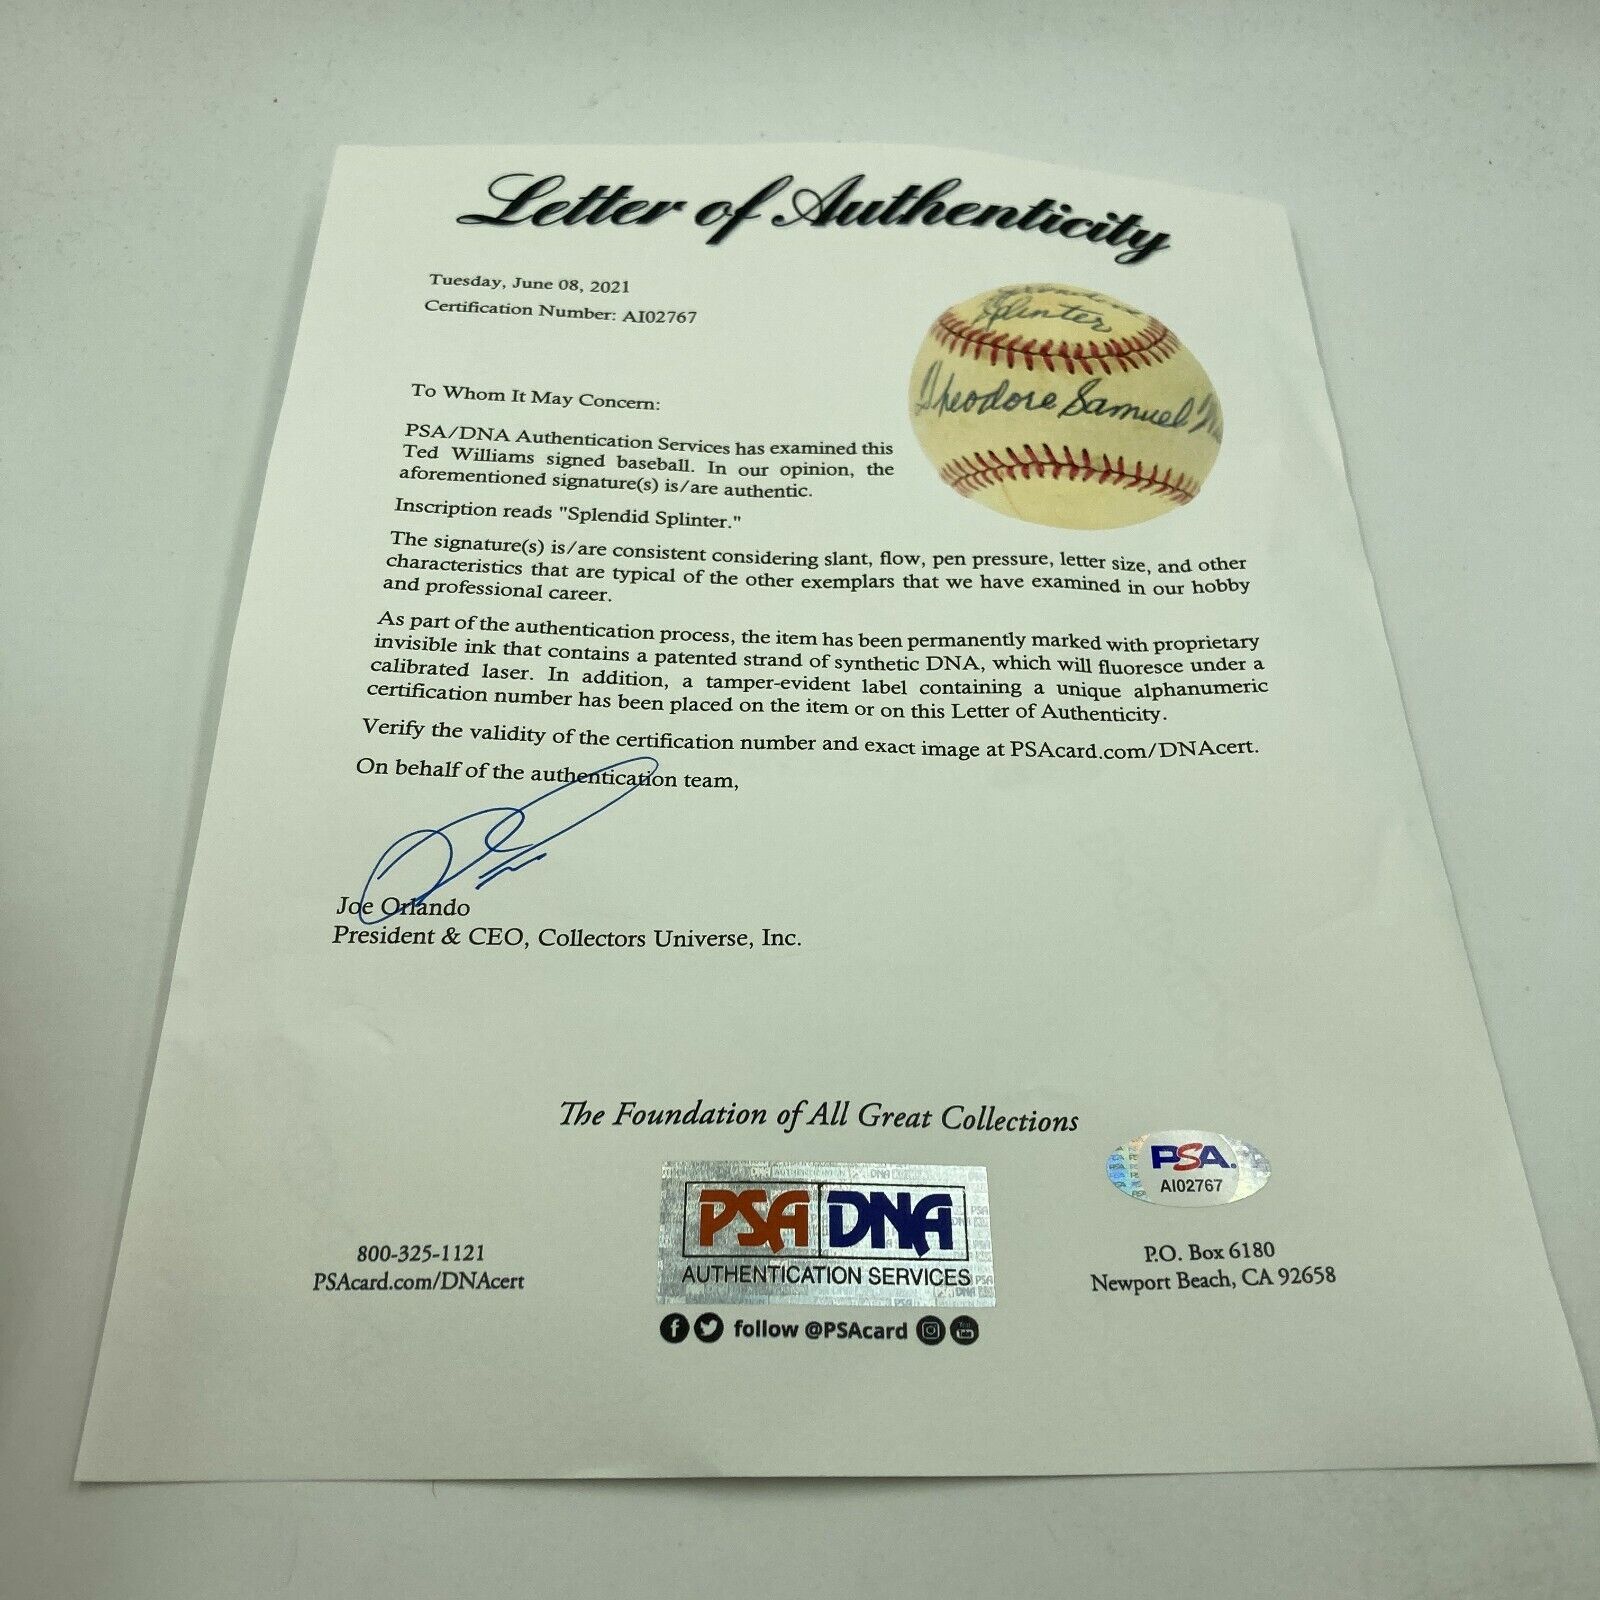 Letter of Authenticity
Tuesday, June 08, 2021
Certification Number: AI02767
Splinter
Theodore Samuel
To Whom It May Concern:
PSA/DNA Authentication Services has examined this
Ted Williams signed baseball. In our opinion, the
aforementioned signature(s) is/are authentic.
Inscription reads "Splendid Splinter."
The signature(s) is/are consistent considering slant, flow, pen pressure, letter size, and other
characteristics that are typical of the other exemplars that we have examined in our hobby
and professional career.
As part of the authentication process, the item has been permanently marked with proprietary
invisible ink that contains a patented strand of synthetic DNA, which will fluoresce under a
calibrated laser. In addition, a tamper-evident label containing a unique alphanumeric
certification number has been placed on the item or on this Letter of Authenticity.
Verify the validity of the certification number and exact image at PSAcard.com/DNAcert.
On behalf of the authentication team,
Joe Orlando
President & CEO, Collectors Universe, Inc.
The Foundation of All Great Collections
PSA.
AI02767
PSA DNA
AUTHENTICATION SERVICES
800-325-1121
PSAcard.com/DNAcert
P.O. Box 6180
Newport Beach, CA 92658
follow @PSAcard